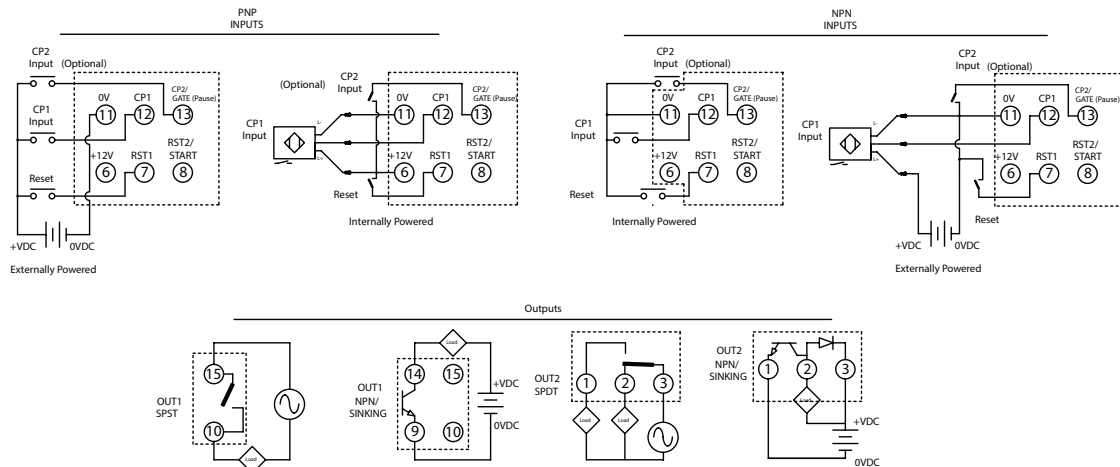 PNP
INPUTS
CP2
Input
(Optional)
0V
CP1
CP2/
GATE (Pause)
11
12
13
CP1
Input
+12V
RST1
RST2/
START
6
7
8
Reset
+VDC
0VDC
Externally Powered
(Optional)
CP2
Input
0V
CP1
CP2/
GATE (Pause)
11
12
13
CP1
Input
L-
L+
+12V
RST1
RST2/
START
6
7
8
Reset
Internally Powered
NPN
INPUTS
CP2
Input
(Optional)
0V
CP1
CP2/
GATE (Pause)
11
12
13
CP1
Input
+12V
RST1
RST2/
START
6
7
8
Reset
Internally Powered
CP2
Input
(Optional)
0V
CP1
CP2/
GATE (Pause)
11
12
13
CP1
Input
L-
L+
+12V
RST1
RST2/
START
6
7
8
Reset
+VDC
0VDC
Externally Powered
Outputs
15
OUT1
SPST
10
Load
Load
14
15
OUT1
NPN/
SINKING
9
10
+VDC
0VDC
OUT2
SPDT
1
2
3
Load
Load
OUT2
NPN/
SINKING
1
2
3
Load
+VDC
0VDC